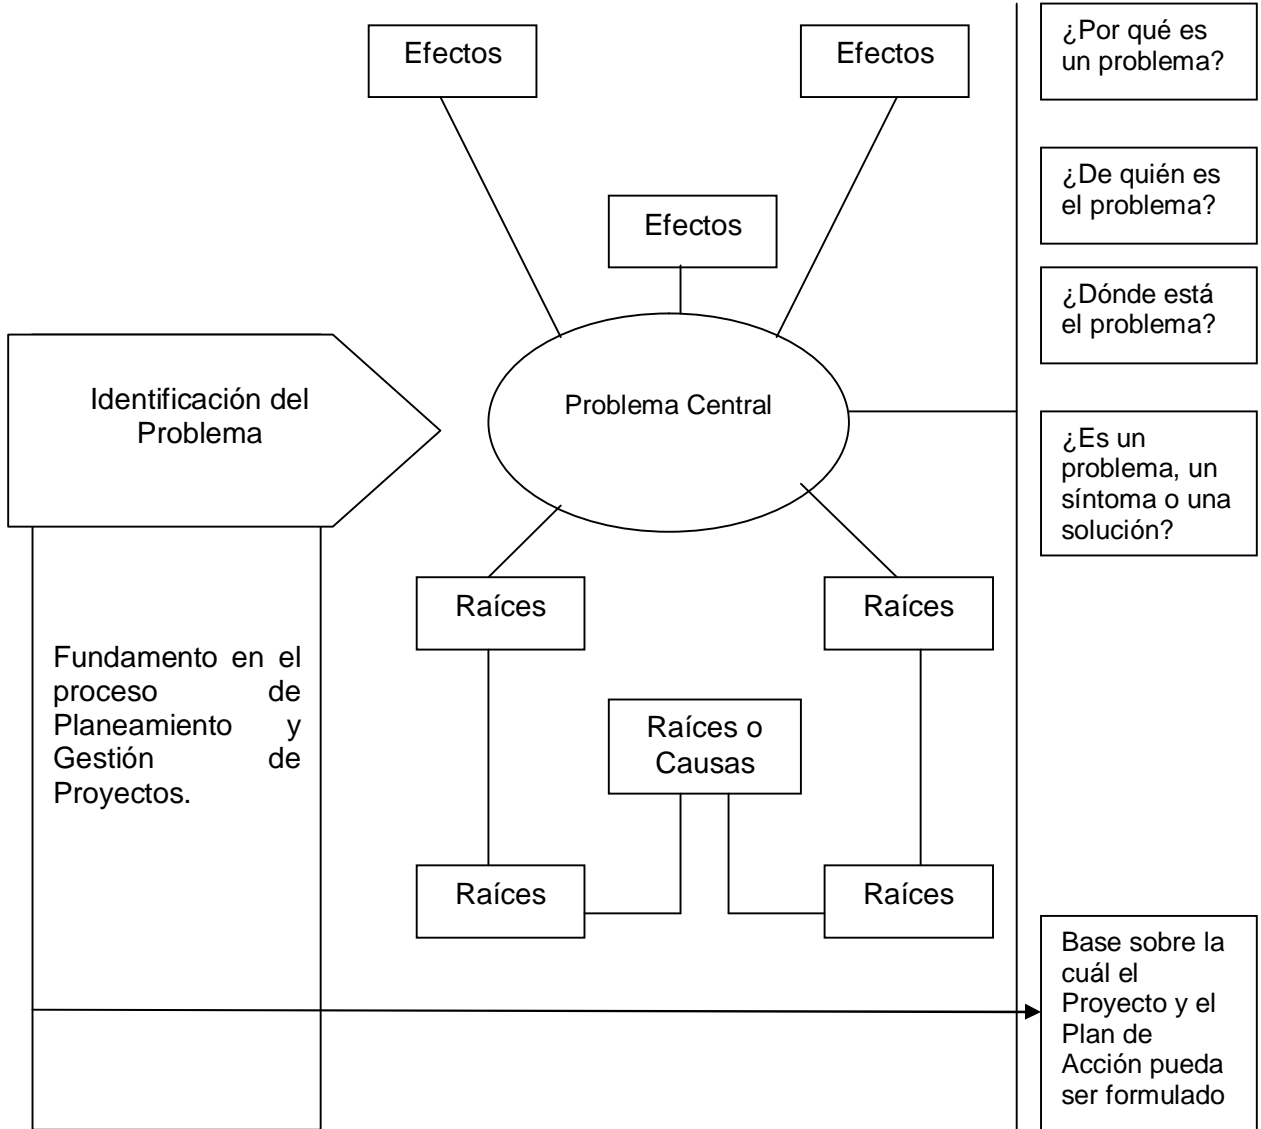 Efectos
Efectos
Efectos
Problema Central
Identificación del
Problema
Fundamento en el
proceso de
Planeamiento y
Gestión de
Proyectos.
Raíces
Raíces
Raíces o
Causas
Raíces
Raíces
¿Por qué es
un problema?
¿De quién es
el problema?
¿Dónde está
el problema?
¿Es un
problema, un
síntoma o una
solución?
Base sobre la
cuál el
Proyecto y el
Plan de
Acción pueda
ser formulado